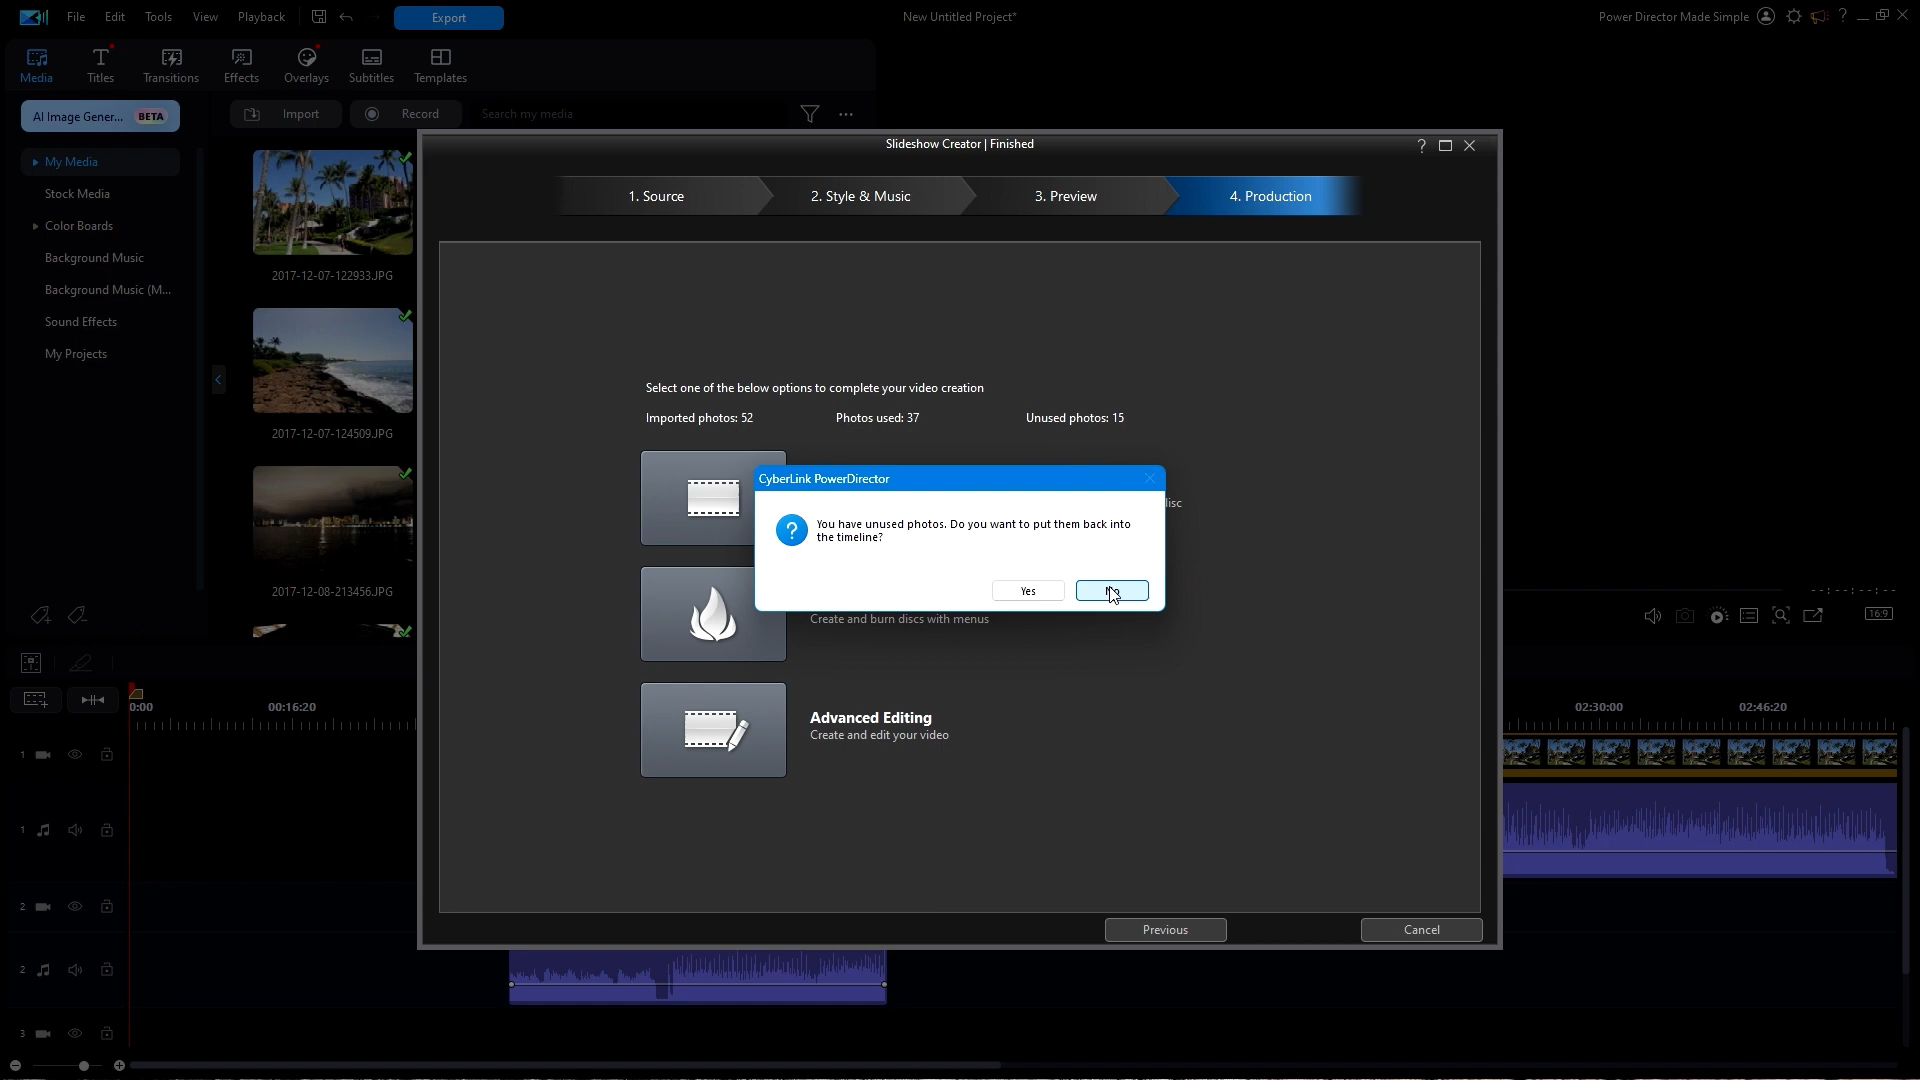 File Edit Tools View Playback Export New Untitled Project* Power Director Made Simple
Media Titles Transitions Effects Overlays Subtitles Templates
AI Image Gener... BETA Import Record Search my media
My Media
Stock Media
Color Boards
Background Music
Background Music (M...
Sound Effects
My Projects
2017-12-07-122933.JPG
2017-12-07-124509.JPG
2017-12-08-213456.JPG
Slideshow Creator | Finished
1. Source 2. Style & Music 3. Preview 4. Production
Select one of the below options to complete your video creation
Imported photos: 52 Photos used: 37 Unused photos: 15
CyberLink PowerDirector
You have unused photos. Do you want to put them back into
the timeline?
Yes
Create and burn discs with menus
Advanced Editing
Create and edit your video
Previous Cancel
--:--:--:--
16:9
0:00 00:16:20 02:30:00 02:46:20
1
1
2
2
3